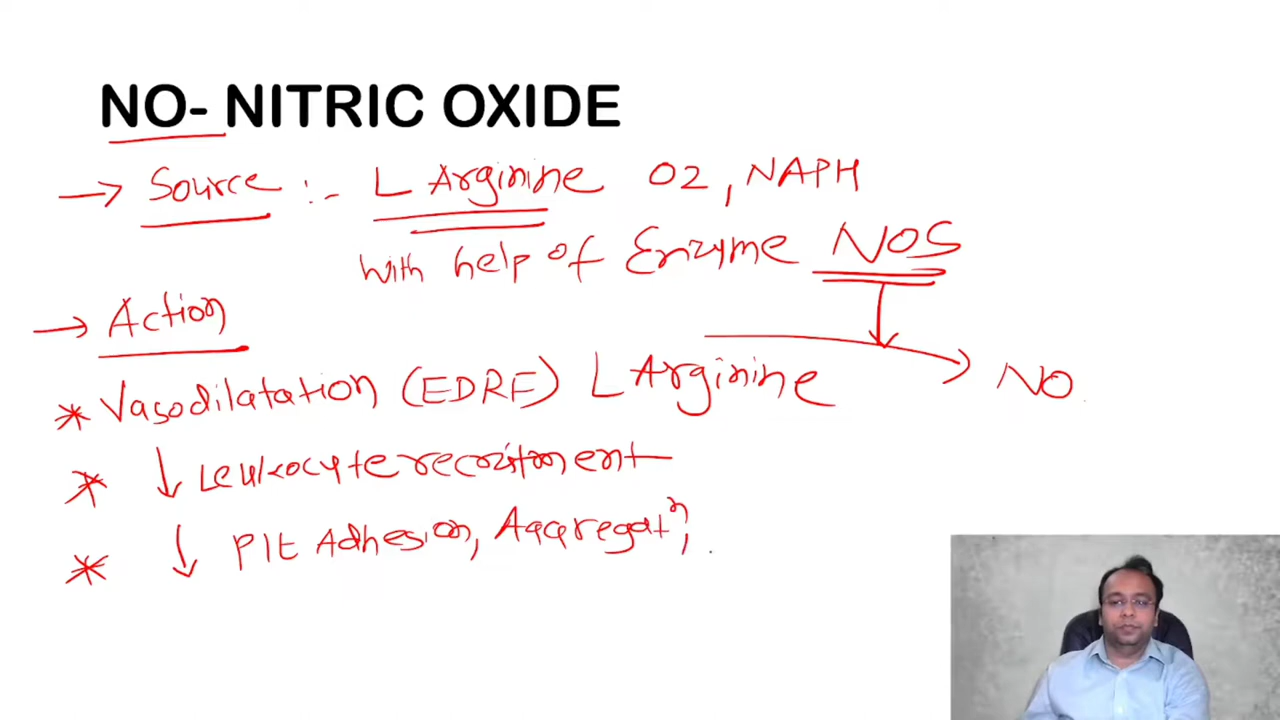 NO- NITRIC OXIDE
→ Source :- L Arginine O2, NAPH
with help of Enzyme NOS
→ Action
* Vasodilatation (EDRF) L Arginine → NO
* ↓ Leukocyte recruitment
* ↓ Plt Adhesion, Aggregatⁿ,